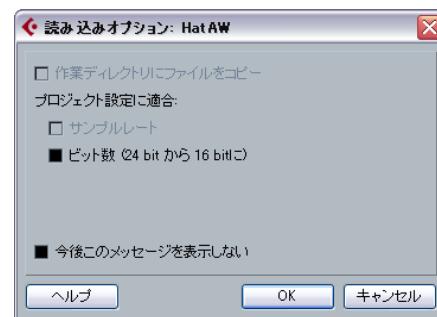 読み込みオプション: HatAW
作業ディレクトリにファイルをコピー
プロジェクト設定に適合:
サンプルレート
ビット数 (24 bit から 16 bitに)
今後このメッセージを表示しない
ヘルプ
OK
キャンセル